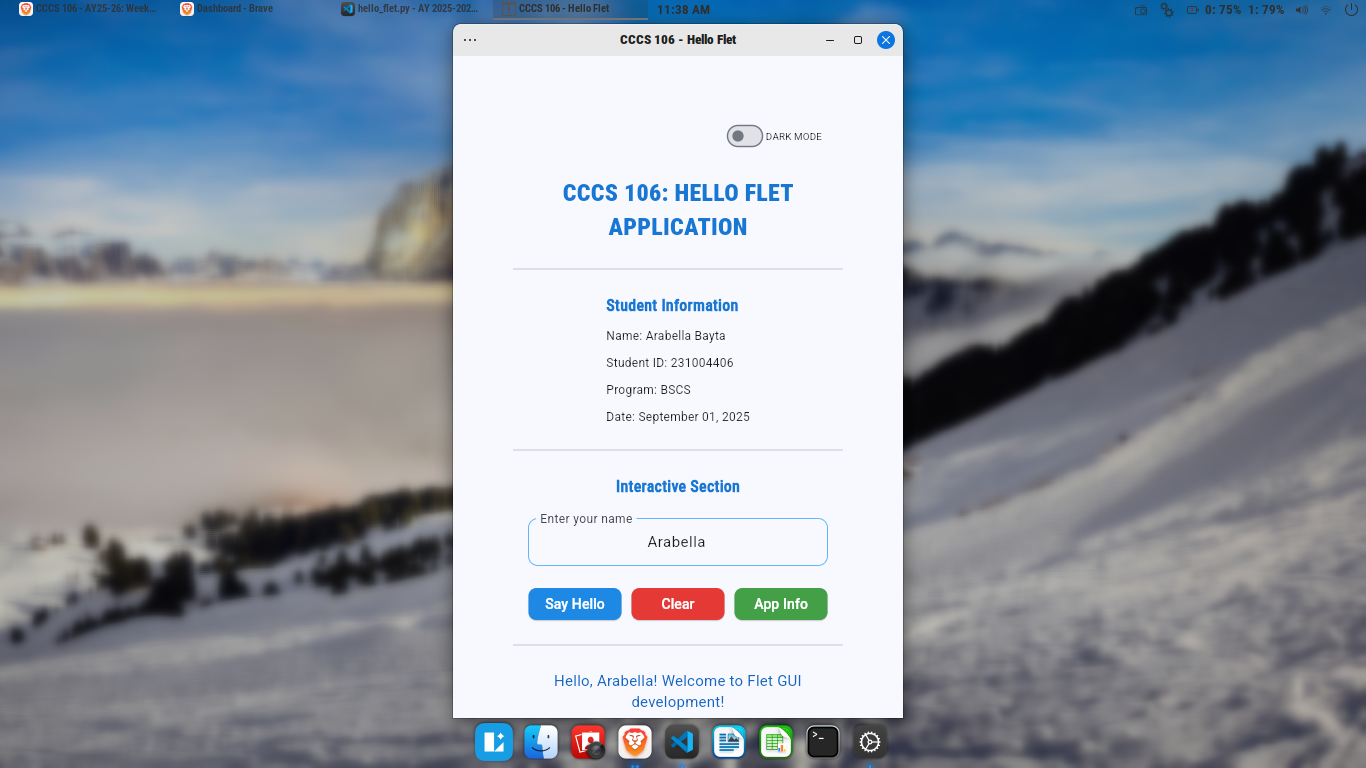 CCCS 106 - AY25-26: Week...
Dashboard - Brave
hello_flet.py - AY 2025-202...
CCCS 106 - Hello Flet
11:38 AM
0: 75% 1: 79%
CCCS 106 - Hello Flet
DARK MODE
CCCS 106: HELLO FLET
APPLICATION
Student Information
Name: Arabella Bayta
Student ID: 231004406
Program: BSCS
Date: September 01, 2025
Interactive Section
Enter your name
Arabella
Say Hello
Clear
App Info
Hello, Arabella! Welcome to Flet GUI
development!